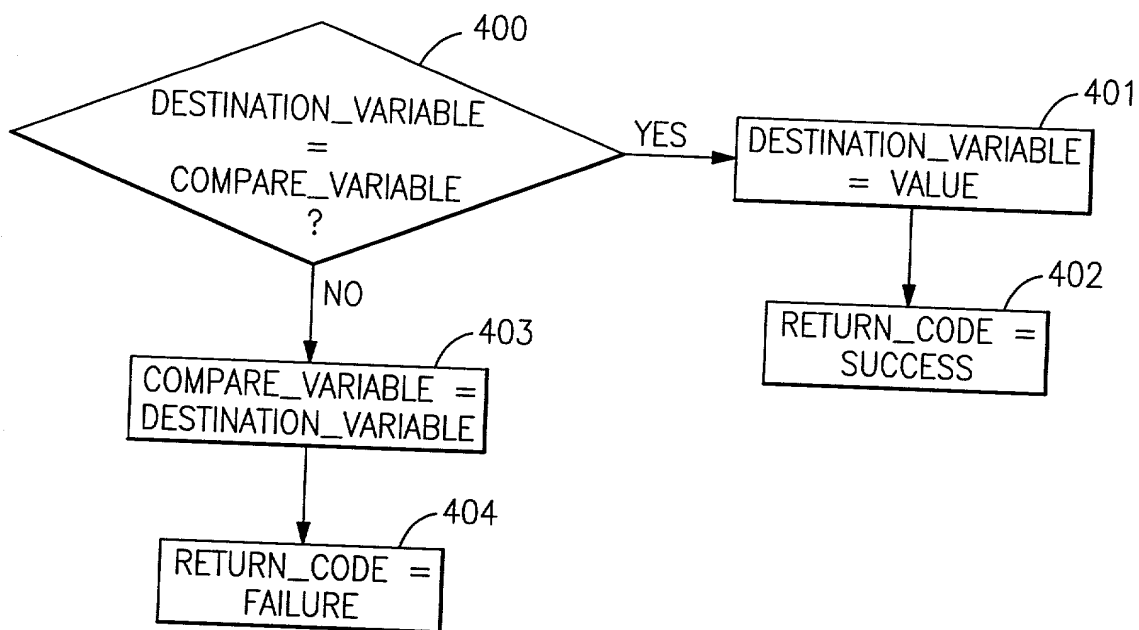 400
DESTINATION_VARIABLE
=
COMPARE_VARIABLE
?
YES
401
DESTINATION_VARIABLE
= VALUE
402
RETURN_CODE =
SUCCESS
NO
403
COMPARE_VARIABLE =
DESTINATION_VARIABLE
404
RETURN_CODE =
FAILURE